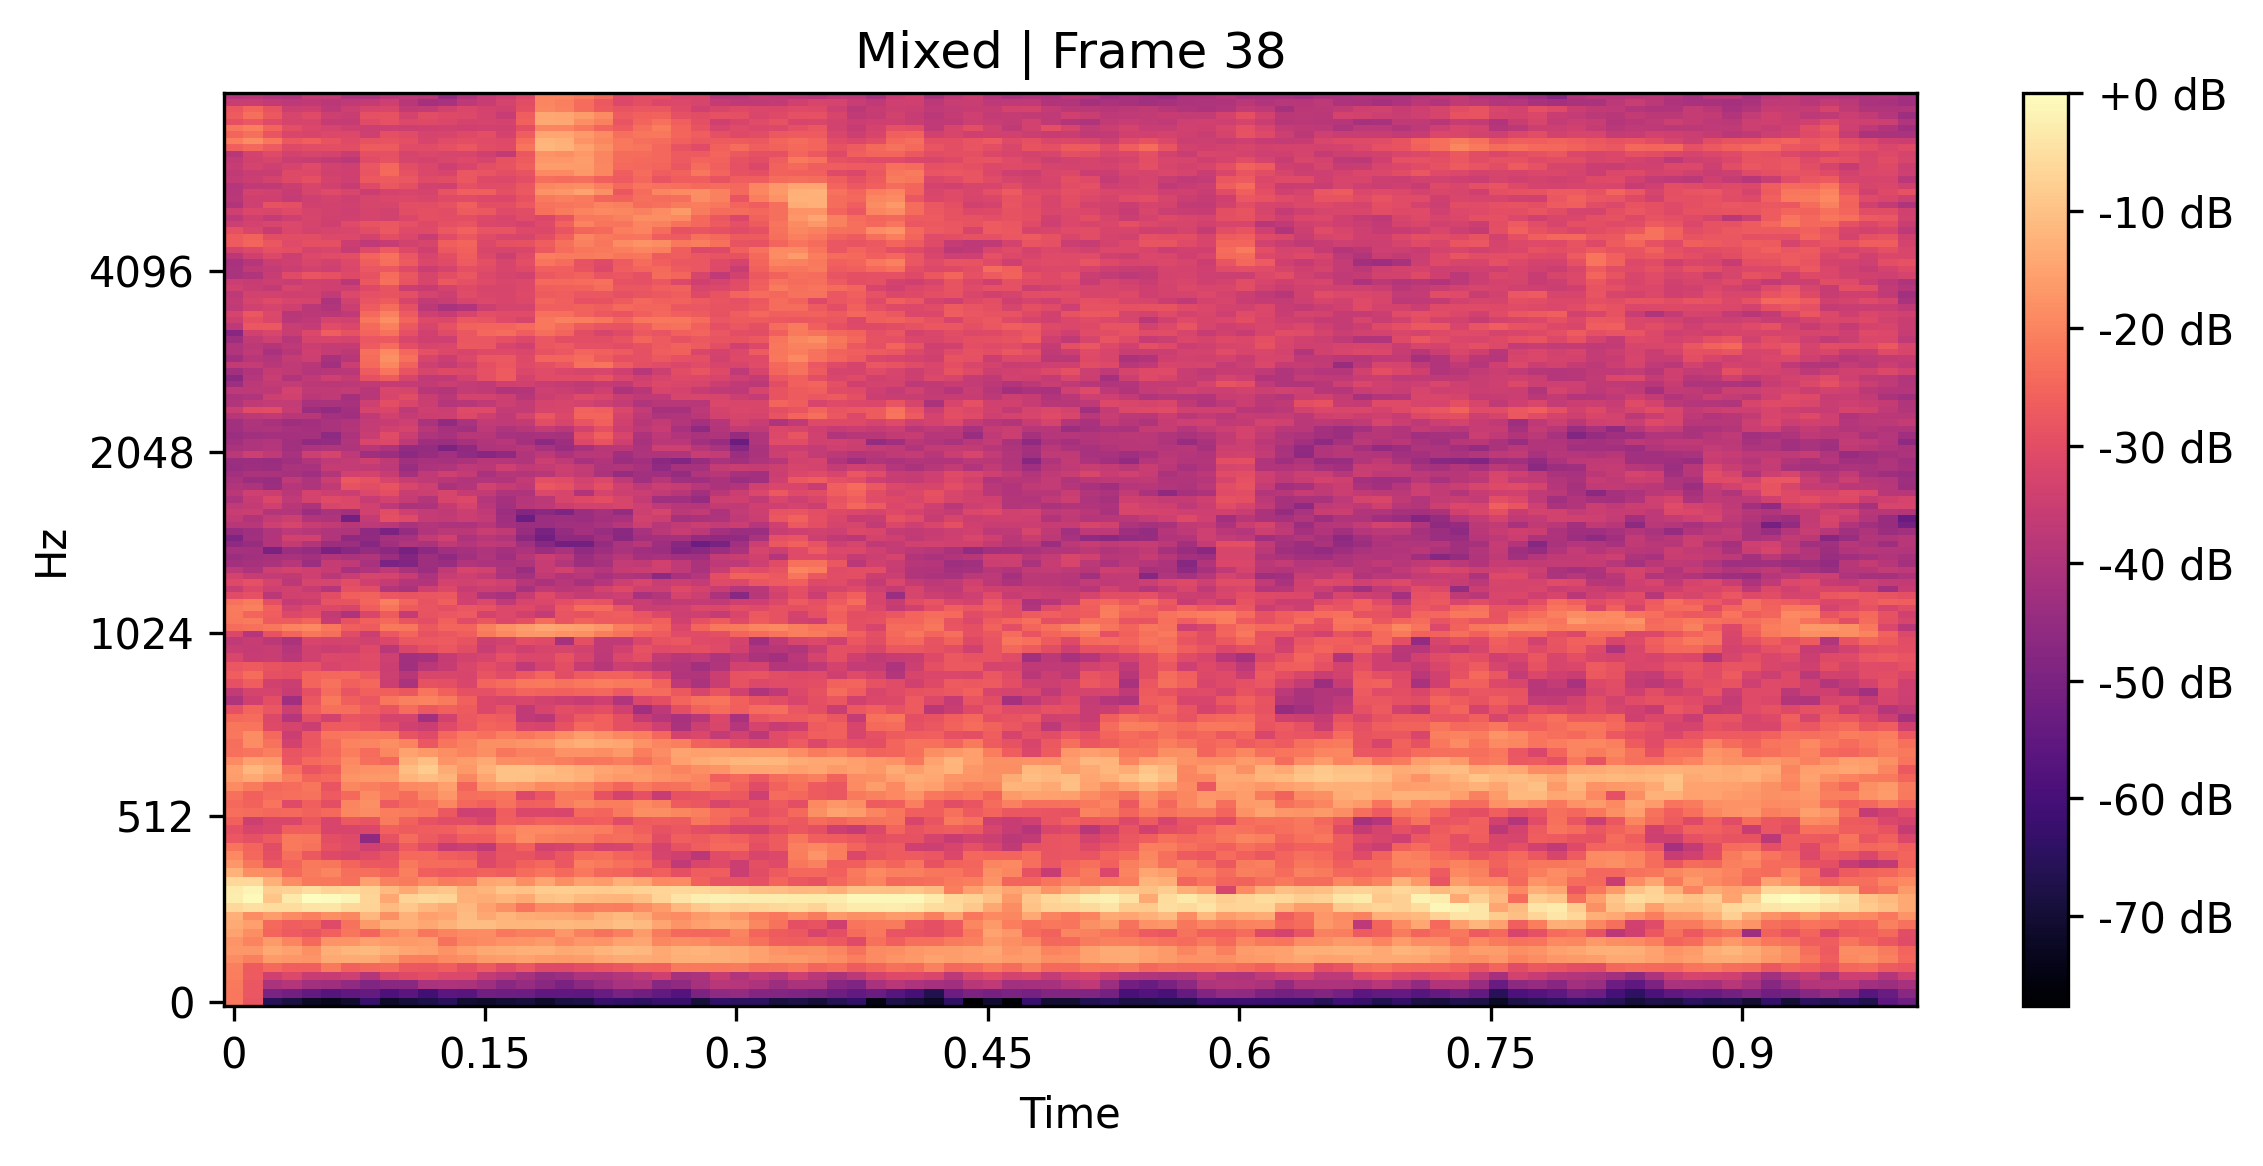 Mixed | Frame 38
+0 dB
-10 dB
-20 dB
-30 dB
-40 dB
-50 dB
-60 dB
-70 dB
Hz
4096
2048
1024
512
0
0 0.15 0.3 0.45 0.6 0.75 0.9
Time